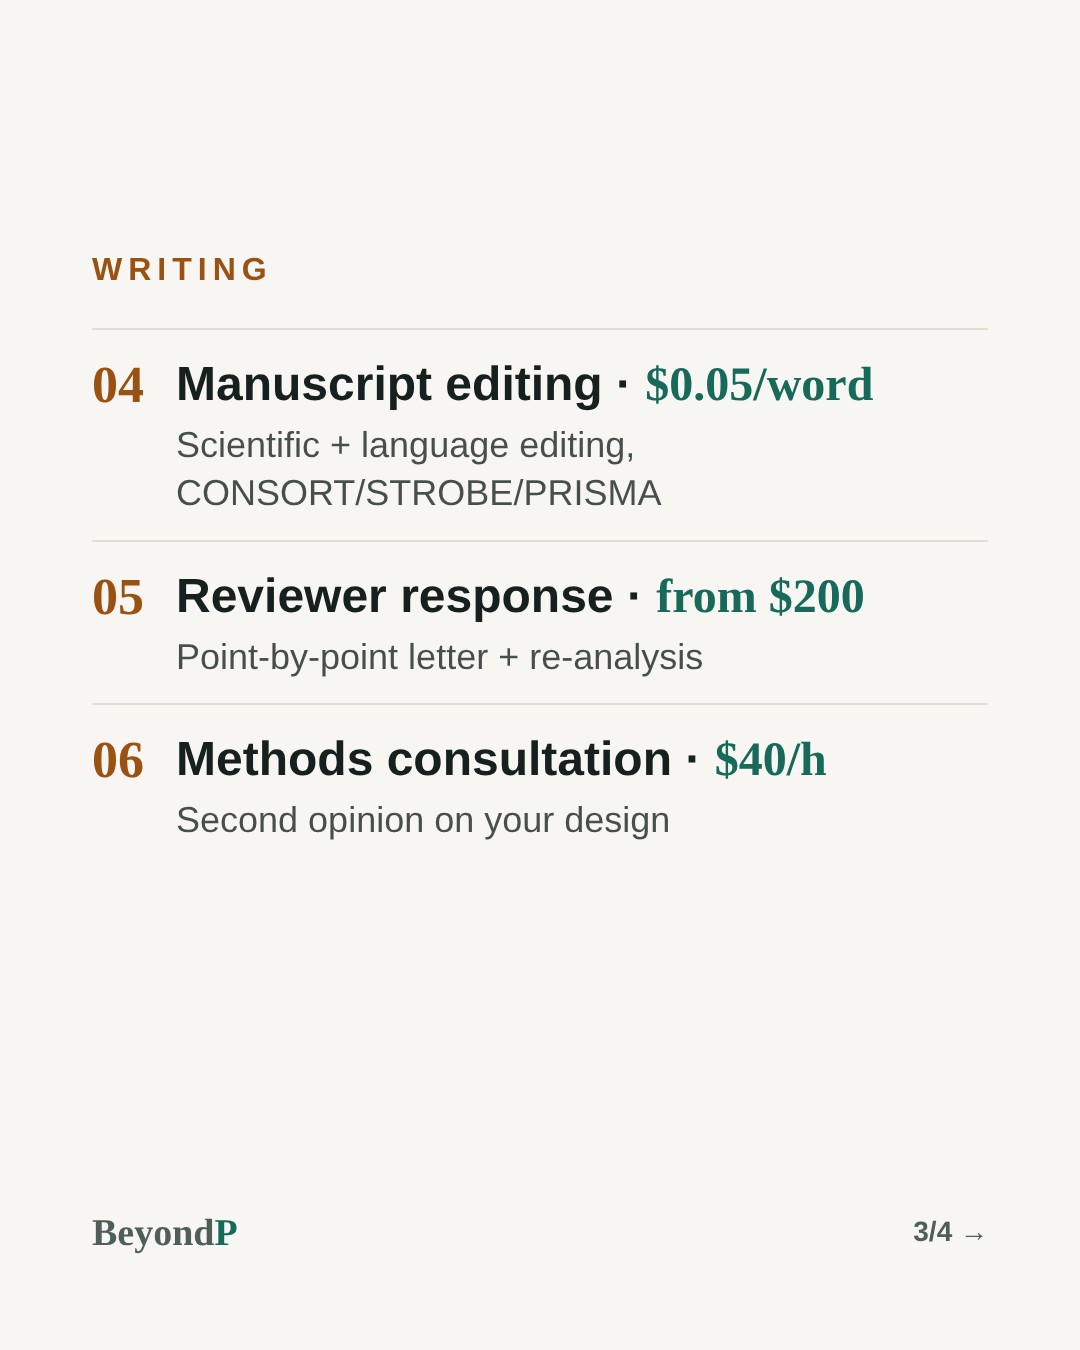 WRITING
04 Manuscript editing · $0.05/word
Scientific + language editing,
CONSORT/STROBE/PRISMA
05 Reviewer response · from $200
Point-by-point letter + re-analysis
06 Methods consultation · $40/h
Second opinion on your design
BeyondP
3/4 →